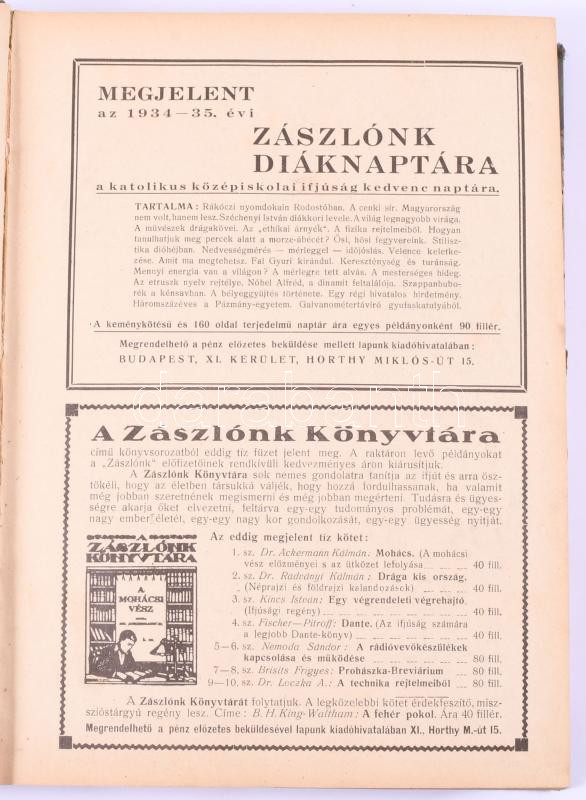 MEGJELENT
az 1934—35. évi
ZÁSZLÓNK
DIÁKNAPTÁRA
a katolikus középiskolai ifjúság kedvenc naptára.
TARTALMA: Rákóczi nyomdokain Rodostóban. A cenki sír. Magyarország
nem volt, hanem lesz. Széchenyi István diákkori levele. A világ legnagyobb virága.
A művészek drágakövei. Az „ethikai árnyék". A fizika rejtelmeiből. Hogyan
tanulhatjuk meg percek alatt a morze-ábécét? Ősi, hősi fegyvereink. Stilisz-
tika dióhéjban. Nedvességmérés — mérleggel — időjóslás. Velence keletke-
zése. Amit ma megtehetsz. Fal Gyuri kirándul. Kereszténység és turánság.
Mennyi energia van a világon? A mérlegre tett alvás. A mesterséges hideg.
Az etruszk nyelv rejtélye. Nóbel Alfréd, a dinamit feltalálója. Szappanbubo-
rék a kénsavban. A bélyeggyüjtés története. Egy régi hivatalos hirdetmény.
Háromszázéves a Pázmány-egyetem. Galvanométertávíró gyufaskatulyából.
A keménykötésű és 160 oldal terjedelmű naptár ára egyes példányonként 90 fillér.
Megrendelhető a pénz előzetes beküldése mellett lapunk kiadóhivatalában:
BUDAPEST, XI. KERÜLET, HORTHY MIKLÓS-ÚT 15.
darabanth
A Zászlónk Könyvtára
című könyvsorozatból eddig tíz füzet jelent meg. A raktáron levő példányokat
a „Zászlónk" előfizetőinek rendkívüli kedvezményes áron kiárusítjuk.
A Zászlónk Könyvtára sok nemes gondolatra tanítja az ifjút és arra ösz-
tökéli, hogy az életben társukká váljék, hogy hozzá fordulhassanak, ha valamit
még jobban szeretnének megismerni és még jobban megérteni. Tudásra és ügyes-
ségre akarja őket elvezetni, feltárva egy-egy tudományos problémát, egy-egy
nagy ember életét, egy-egy nagy kor gondolkozását, egy-egy ügyesség nyitját.
A
ZÁSZLÓNK
KÖNYVTÁRA
A
MOHÁCSI
VÉSZ
Az eddig megjelent tíz kötet:
1. sz. Dr. Ackermann Kálmán: Mohács. (A mohácsi
vész előzményei s az ütközet lefolyása — 40 fill.
2. sz. Dr. Radványi Kálmán: Drága kis ország.
(Néprajzi és földrajzi kalandozások) — 40 fill.
3. sz. Kincs István: Egy végrendeleti végrehajtó.
(Ifjúsági regény) — — — — — 40 fill.
4. sz. Fischer—Pitroff: Dante. (Az ifjúság számára
a legjobb Dante-könyv) — — — — 40 fill.
5—6. sz. Nemoda Sándor: A rádióvevőkészülékek
kapcsolása és müködése — — — — 80 fill.
7—8. sz. Brisits Frigyes: Prohászka-Breviárium — 80 fill.
9—10. sz. Dr. Loczka A.: A technika rejtelmeiből — 80 fill.
A Zászlónk Könyvtárát folytatjuk. A legközelebbi kötet érdekfeszítő, misz-
sziós tárgyú regény lesz. Címe: B. H. King-Waltham: A fehér pokol. Ára 40 fillér.
Megrendelhető a pénz előzetes beküldésével lapunk kiadóhivatalában XI., Horthy M.-út 15.